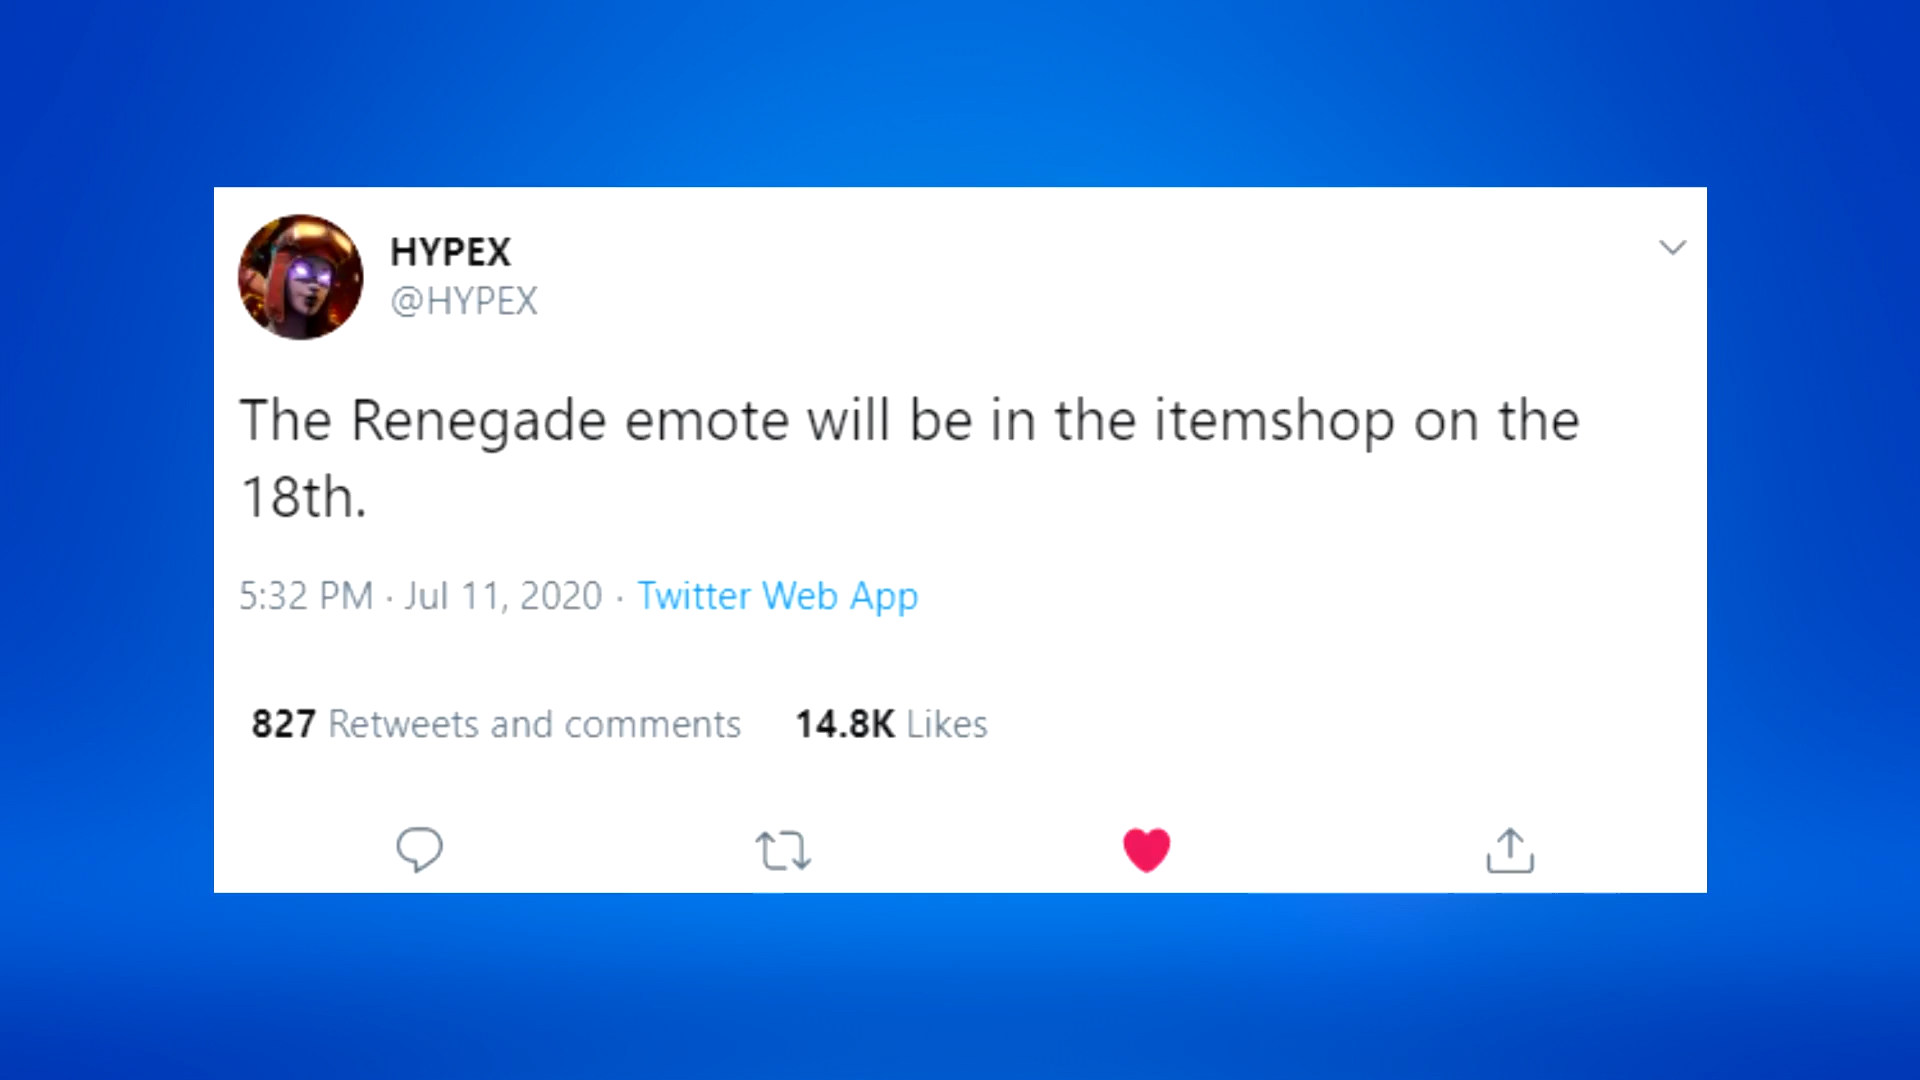 HYPEX
@HYPEX
The Renegade emote will be in the itemshop on the
18th.
5:32 PM · Jul 11, 2020 · Twitter Web App
827 Retweets and comments 14.8K Likes